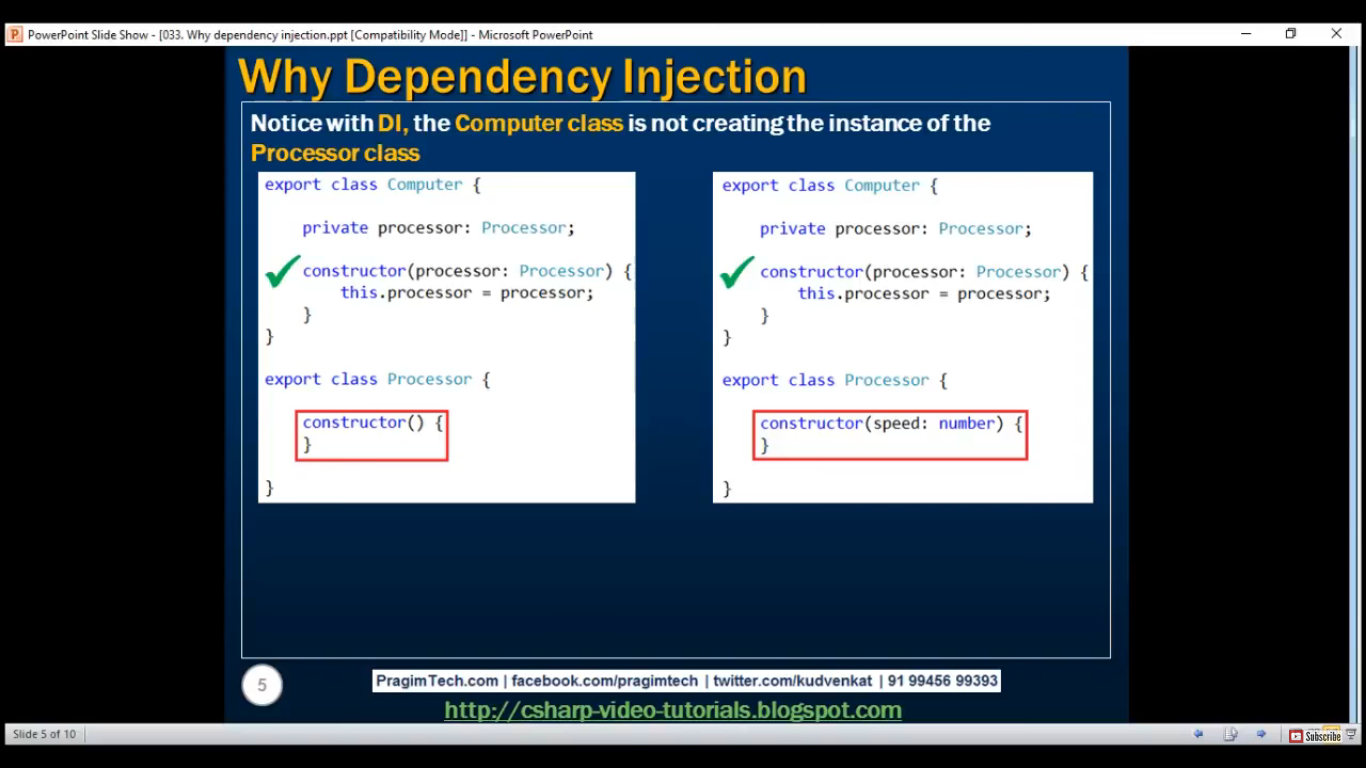 PowerPoint Slide Show - [033. Why dependency injection.ppt [Compatibility Mode]] - Microsoft PowerPoint
Why Dependency Injection
Notice with DI, the Computer class is not creating the instance of the
Processor class
export class Computer {
private processor: Processor;
constructor(processor: Processor) {
this.processor = processor;
}
}
export class Processor {
constructor() {
}
}
export class Computer {
private processor: Processor;
constructor(processor: Processor) {
this.processor = processor;
}
}
export class Processor {
constructor(speed: number) {
}
}
5
PragimTech.com | facebook.com/pragimtech | twitter.com/kudvenkat | 91 99456 99393
http://csharp-video-tutorials.blogspot.com
Slide 5 of 10
Subscribe